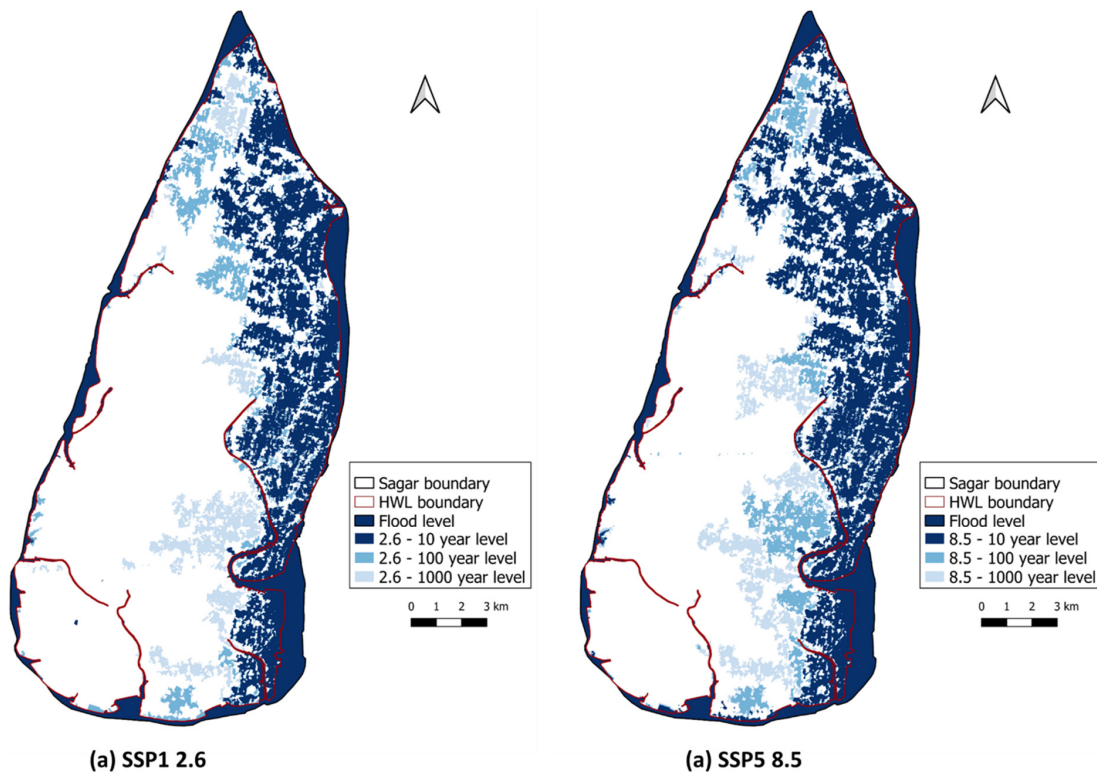 Sagar boundary
HWL boundary
Flood level
2.6 - 10 year level
2.6 - 100 year level
2.6 - 1000 year level
0 1 2 3 km
(a) SSP1 2.6
Sagar boundary
HWL boundary
Flood level
8.5 - 10 year level
8.5 - 100 year level
8.5 - 1000 year level
0 1 2 3 km
(a) SSP5 8.5